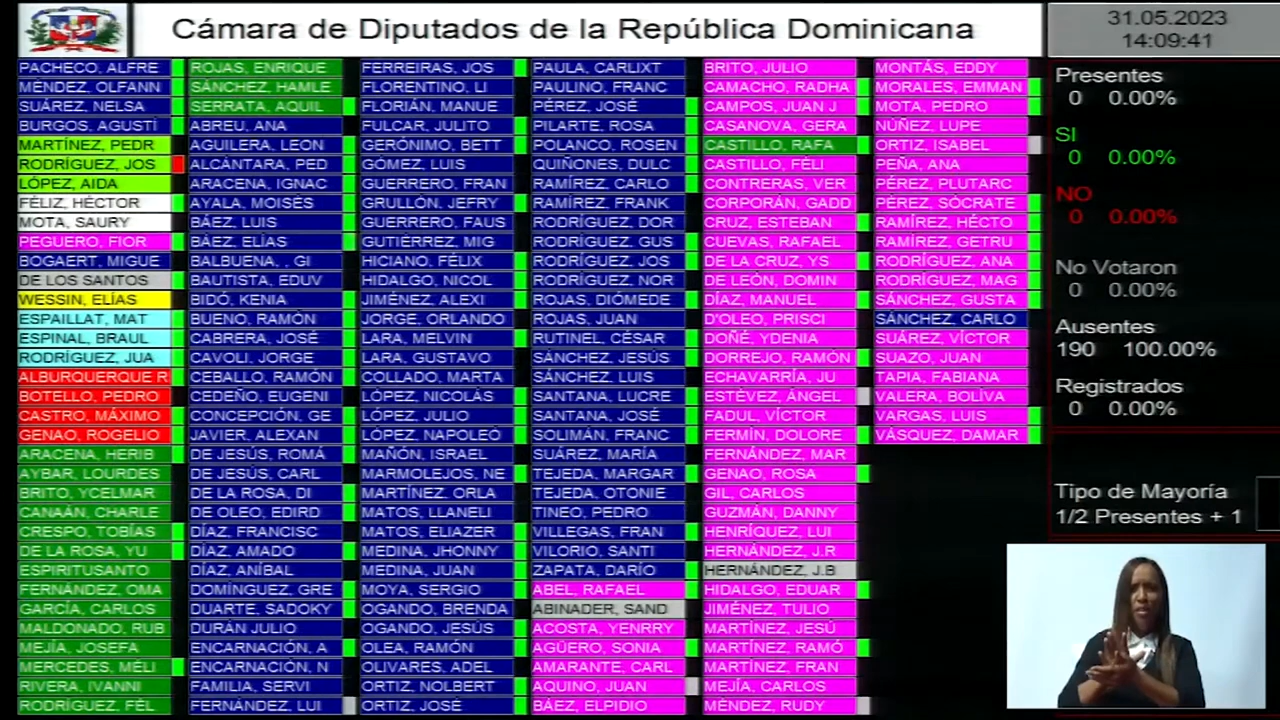 Cámara de Diputados de la República Dominicana
31.05.2023
14:09:41
PACHECO, ALFRE
MÉNDEZ, OLFANN
SUÁREZ, NELSA
BURGOS, AGUSTÍ
MARTÍNEZ, PEDR
RODRÍGUEZ, JOS
LÓPEZ, AIDA
FÉLIZ, HÉCTOR
MOTA, SAURY
PEGUERO, FIOR
BOGAERT, MIGUE
DE LOS SANTOS
WESSIN, ELÍAS
ESPAILLAT, MAT
ESPINAL, BRAUL
RODRÍGUEZ, JUA
ALBURQUERQUE R
BOTELLO, PEDRO
CASTRO, MÁXIMO
GENAO, ROGELIO
ARACENA, HERIB
AYBAR, LOURDES
BRITO, YCELMAR
CANAÁN, CHARLE
CRESPO, TOBÍAS
DE LA ROSA, YU
ESPIRITUSANTO
FERNÁNDEZ, OMA
GARCÍA, CARLOS
MALDONADO, RUB
MEJÍA, JOSEFA
MERCEDES, MÉLI
RIVERA, IVANNI
RODRÍGUEZ, FÉL
ROJAS, ENRIQUE
SÁNCHEZ, HAMLE
SERRATA, AQUIL
ABREU, ANA
AGUILERA, LEON
ALCÁNTARA, PED
ARACENA, IGNAC
AYALA, MOISÉS
BÁEZ, LUIS
BÁEZ, ELÍAS
BALBUENA, , GI
BAUTISTA, EDUV
BIDÓ, KENIA
BUENO, RAMÓN
CABRERA, JOSÉ
CAVOLI, JORGE
CEBALLO, RAMÓN
CEDEÑO, EUGENI
CONCEPCIÓN, GE
JAVIER, ALEXAN
DE JESÚS, ROMÁ
DE JESÚS, CARL
DE LA ROSA, DI
DE OLEO, EDIRD
DÍAZ, FRANCISC
DÍAZ, AMADO
DÍAZ, ANÍBAL
DOMÍNGUEZ, GRE
DUARTE, SADOKY
DURÁN JULIO
ENCARNACIÓN, A
ENCARNACIÓN, N
FAMILIA, SERVI
FERNÁNDEZ, LUI
FERREIRAS, JOS
FLORENTINO, LI
FLORIÁN, MANUE
FULCAR, JULITO
GERÓNIMO, BETT
GÓMEZ, LUIS
GUERRERO, FRAN
GRULLÓN, JEFRY
GUERRERO, FAUS
GUTIÉRREZ, MIG
HICIANO, FÉLIX
HIDALGO, NICOL
JIMÉNEZ, ALEXI
JORGE, ORLANDO
LARA, MELVIN
LARA, GUSTAVO
COLLADO, MARTA
LÓPEZ, NICOLÁS
LÓPEZ, JULIO
LÓPEZ, NAPOLEÓ
MAÑÓN, ISRAEL
MARMOLEJOS, NE
MARTÍNEZ, ORLA
MATOS, LLANELI
MATOS, ELIAZER
MEDINA, JHONNY
MEDINA, JUAN
MOYA, SERGIO
OGANDO, BRENDA
OGANDO, JESÚS
OLEA, RAMÓN
OLIVARES, ADEL
ORTIZ, NOLBERT
ORTIZ, JOSÉ
PAULA, CARLIXT
PAULINO, FRANC
PÉREZ, JOSÉ
PILARTE, ROSA
POLANCO, ROSEN
QUIÑONES, DULC
RAMÍREZ, CARLO
RAMÍREZ, FRANK
RODRÍGUEZ, DOR
RODRÍGUEZ, GUS
RODRÍGUEZ, JOS
RODRÍGUEZ, NOR
ROJAS, DIÓMEDE
ROJAS, JUAN
RUTINEL, CÉSAR
SÁNCHEZ, JESÚS
SÁNCHEZ, LUIS
SANTANA, LUCRE
SANTANA, JOSÉ
SOLIMÁN, FRANC
SUÁREZ, MARÍA
TEJEDA, MARGAR
TEJEDA, OTONIE
TINEO, PEDRO
VILLEGAS, FRAN
VILORIO, SANTI
ZAPATA, DARÍO
ABEL, RAFAEL
ABINADER, SAND
ACOSTA, YENRRY
AGÜERO, SONIA
AMARANTE, CARL
AQUINO, JUAN
BÁEZ, ELPIDIO
BRITO, JULIO
CAMACHO, RADHA
CAMPOS, JUAN J
CASANOVA, GERA
CASTILLO, RAFA
CASTILLO, FÉLI
CONTRERAS, VER
CORPORÁN, GADD
CRUZ, ESTEBAN
CUEVAS, RAFAEL
DE LA CRUZ, YS
DE LEÓN, DOMIN
DÍAZ, MANUEL
D'OLEO, PRISCI
DOÑÉ, YDENIA
DORREJO, RAMÓN
ECHAVARRÍA, JU
ESTÉVEZ, ÁNGEL
FADUL, VÍCTOR
FERMÍN, DOLORE
FERNÁNDEZ, MAR
GENAO, ROSA
GIL, CARLOS
GUZMÁN, DANNY
HENRÍQUEZ, LUI
HERNÁNDEZ, J.R
HERNÁNDEZ, J.B
HIDALGO, EDUAR
JIMÉNEZ, TULIO
MARTÍNEZ, JESÚ
MARTÍNEZ, RAMÓ
MARTÍNEZ, FRAN
MEJÍA, CARLOS
MÉNDEZ, RUDY
MONTÁS, EDDY
MORALES, EMMAN
MOTA, PEDRO
NÚÑEZ, LUPE
ORTIZ, ISABEL
PEÑA, ANA
PÉREZ, PLUTARC
PÉREZ, SÓCRATE
RAMÍREZ, HÉCTO
RAMÍREZ, GETRU
RODRÍGUEZ, ANA
RODRÍGUEZ, MAG
SÁNCHEZ, GUSTA
SÁNCHEZ, CARLO
SUÁREZ, VÍCTOR
SUAZO, JUAN
TAPIA, FABIANA
VALERA, BOLÍVA
VARGAS, LUIS
VÁSQUEZ, DAMAR
Presentes
0 0.00%
SI
0 0.00%
NO
0 0.00%
No Votaron
0 0.00%
Ausentes
190 100.00%
Registrados
0 0.00%
Tipo de Mayoría
1/2 Presentes + 1